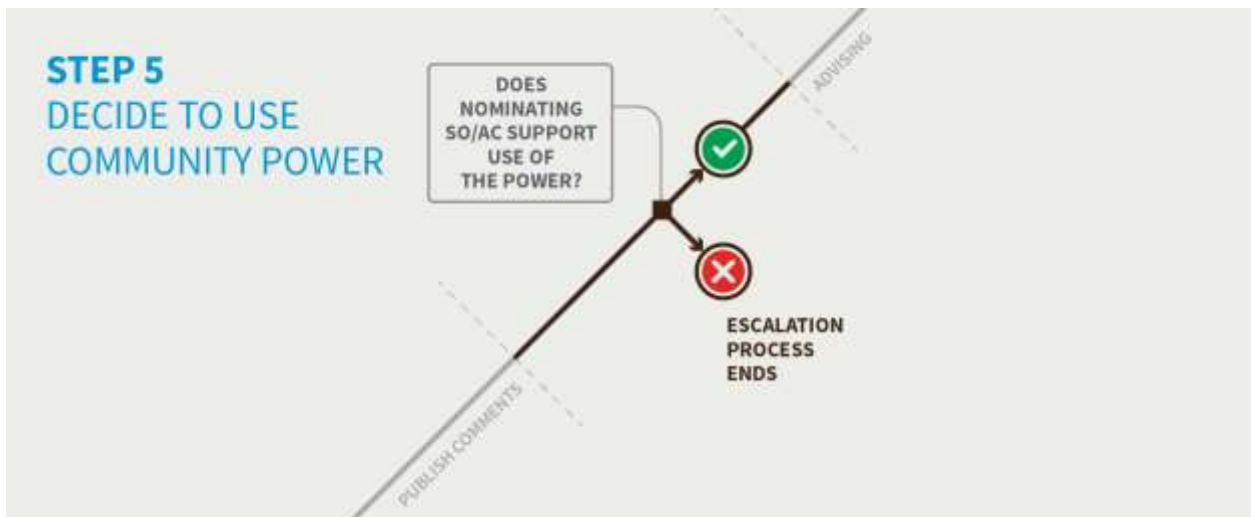 STEP 5
DECIDE TO USE
COMMUNITY POWER
DOES
NOMINATING
SO/AC SUPPORT
USE OF
THE POWER?
ADVISING
ESCALATION
PROCESS
ENDS
PUBLISH COMMENTS